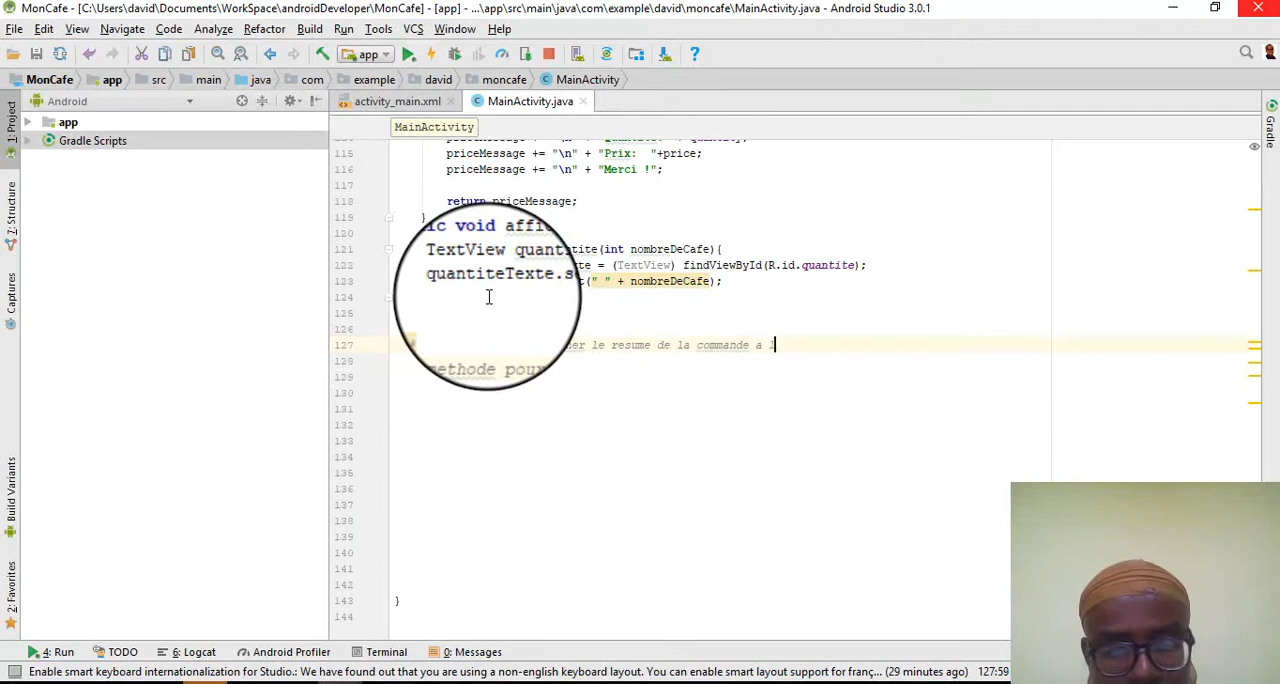 MonCafe - [C:\Users\david\Documents\WorkSpace\androidDeveloper\MonCafe] - [app] - ...\app\src\main\java\com\example\david\moncafe\MainActivity.java - Android Studio 3.0.1
File Edit View Navigate Code Analyze Refactor Build Run Tools VCS Window Help
app
MonCafe app src main java com example david moncafe MainActivity
Android
activity_main.xml MainActivity.java
MainActivity
app
Gradle Scripts
1: Project
7: Structure
Captures
Build Variants
2: Favorites
Gradle
115 priceMessage += "\n" + "Prix: "+price;
116 priceMessage += "\n" + "Merci !";
117
118 return priceMessage;
119 }
120 void
121 (int nombreDeCafe){
122 = (TextView) findViewById(R.id.quantite);
123 (" " + nombreDeCafe);
124
125
126
127 le resume de la commande a l
128
129
130
131
132
133
134
135
136
137
138
139
140
141
142
143 }
144
TextView
quantiteTexte.s
methode pour
4: Run TODO 6: Logcat Android Profiler Terminal 0: Messages
Enable smart keyboard internationalization for Studio.: We have found out that you are using a non-english keyboard layout. You can enable smart layout support for franç... (29 minutes ago) 127:59